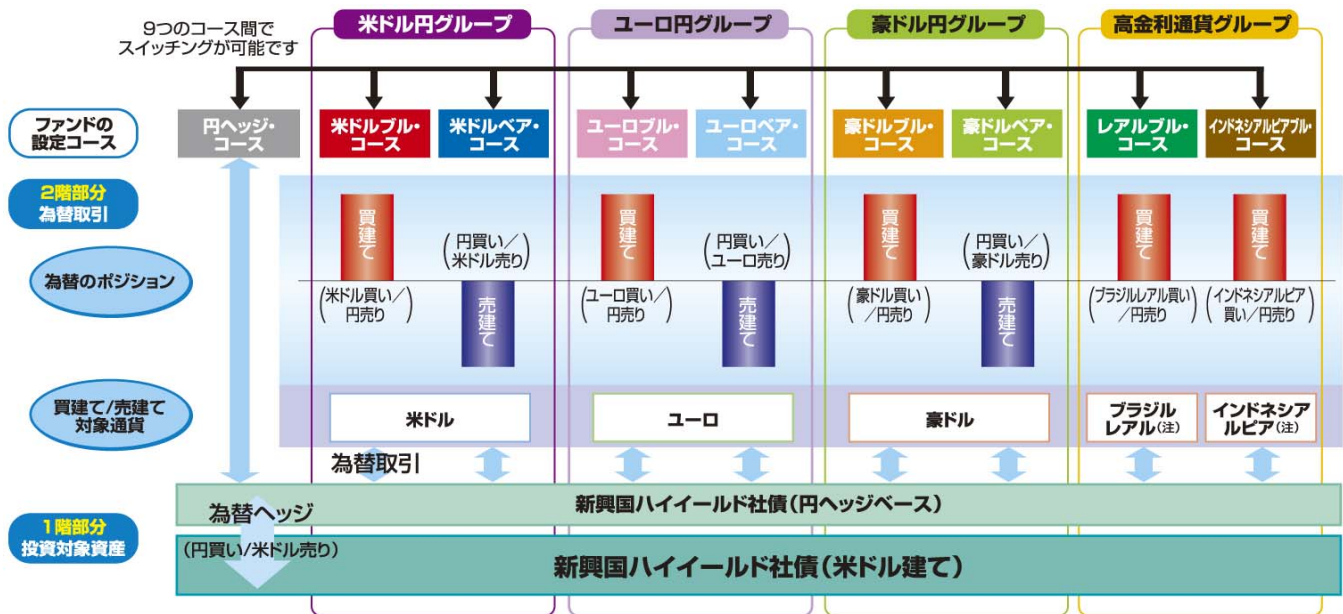 9つのコース間で
スイッチングが可能です
米ドル円グループ
ユーロ円グループ
豪ドル円グループ
高金利通貨グループ
ファンドの
設定コース
円ヘッジ・
コース
米ドルブル・
コース
米ドルベア・
コース
ユーロブル・
コース
ユーロベア・
コース
豪ドルブル・
コース
豪ドルベア・
コース
レアルブル・
コース
インドネシアルピアブル・
コース
2階部分
為替取引
為替のポジション
買建て
(米ドル買い/
円売り)
(円買い/
米ドル売り)
売建て
買建て
(ユーロ買い/
円売り)
(円買い/
ユーロ売り)
売建て
買建て
(豪ドル買い
/円売り)
(円買い/
豪ドル売り)
売建て
買建て
(ブラジルレアル買い
/円売り)
買建て
(インドネシアルピア
買い/円売り)
買建て/売建て
対象通貨
米ドル
ユーロ
豪ドル
ブラジル
レアル(注)
インドネシア
ルピア(注)
為替取引
1階部分
投資対象資産
新興国ハイイールド社債(円ヘッジベース)
為替ヘッジ
(円買い/米ドル売り)
新興国ハイイールド社債(米ドル建て)